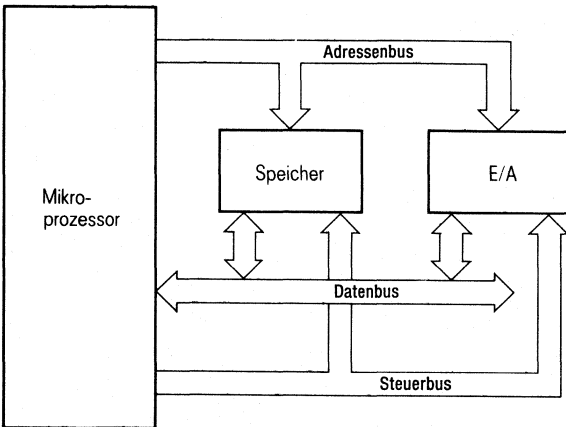 Adressenbus
Speicher
E/A
Mikro-
prozessor
Datenbus
Steuerbus